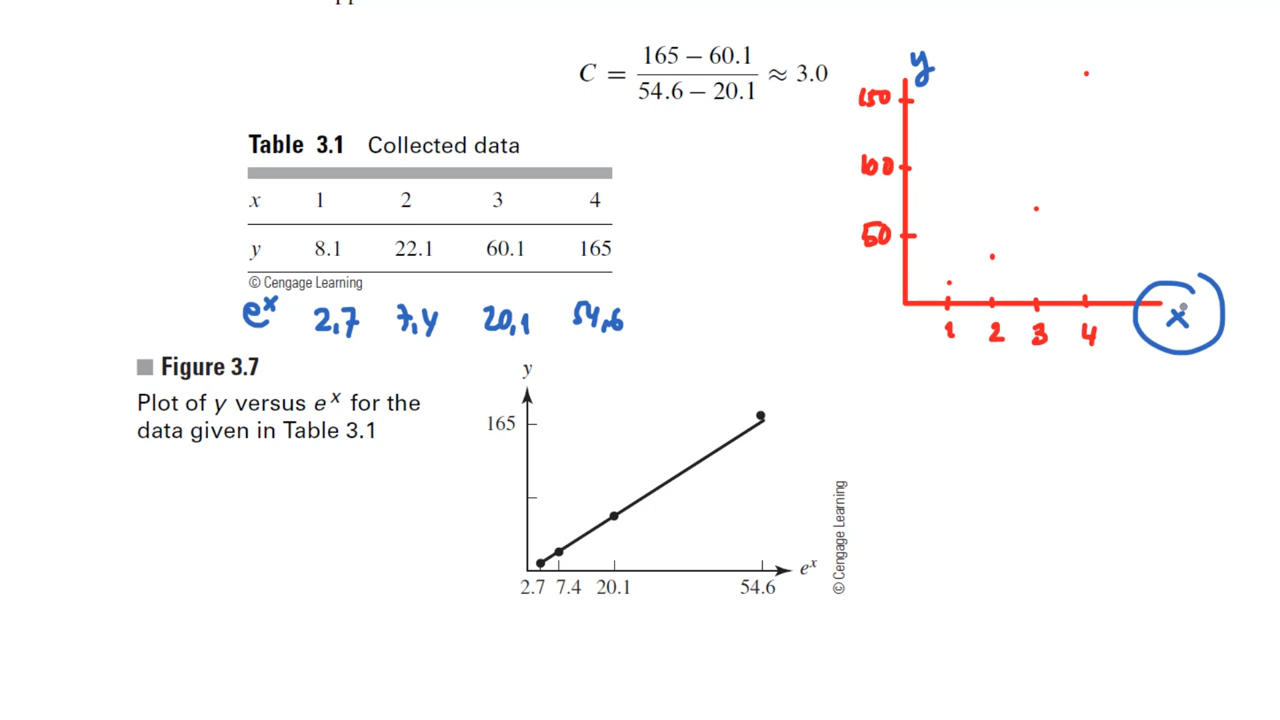 C = 165 − 60.1 / 54.6 − 20.1 ≈ 3.0
Table 3.1 Collected data
x 1 2 3 4
y 8.1 22.1 60.1 165
© Cengage Learning
eˣ 2,7 7,4 20,1 54,6
Figure 3.7
Plot of y versus eˣ for the
data given in Table 3.1
y
165
2.7 7.4 20.1 54.6
eˣ
© Cengage Learning
y
150
100
50
1 2 3 4
x